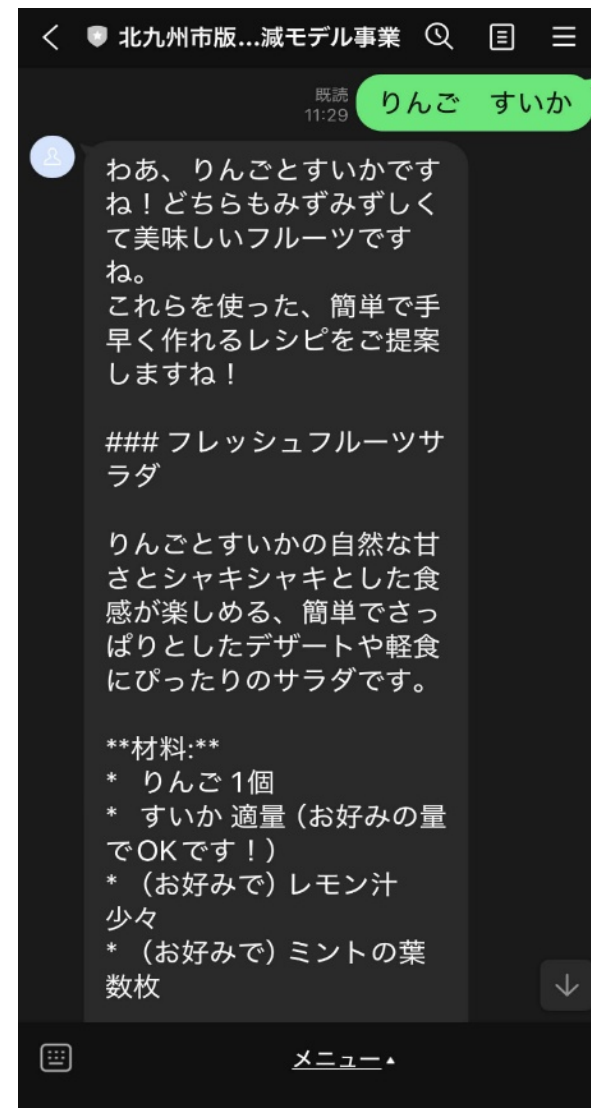 北九州市版...減モデル事業
既読
11:29
りんご　すいか
わあ、りんごとすいかです
ね！どちらもみずみずしく
て美味しいフルーツです
ね。
これらを使った、簡単で手
早く作れるレシピをご提案
しますね！
### フレッシュフルーツサ
ラダ
りんごとすいかの自然な甘
さとシャキシャキとした食
感が楽しめる、簡単でさっ
ぱりとしたデザートや軽食
にぴったりのサラダです。
**材料:**
*   りんご 1個
*   すいか 適量（お好みの量
でOKです！）
*   （お好みで）レモン汁
少々
*   （お好みで）ミントの葉
数枚
メニュー▲